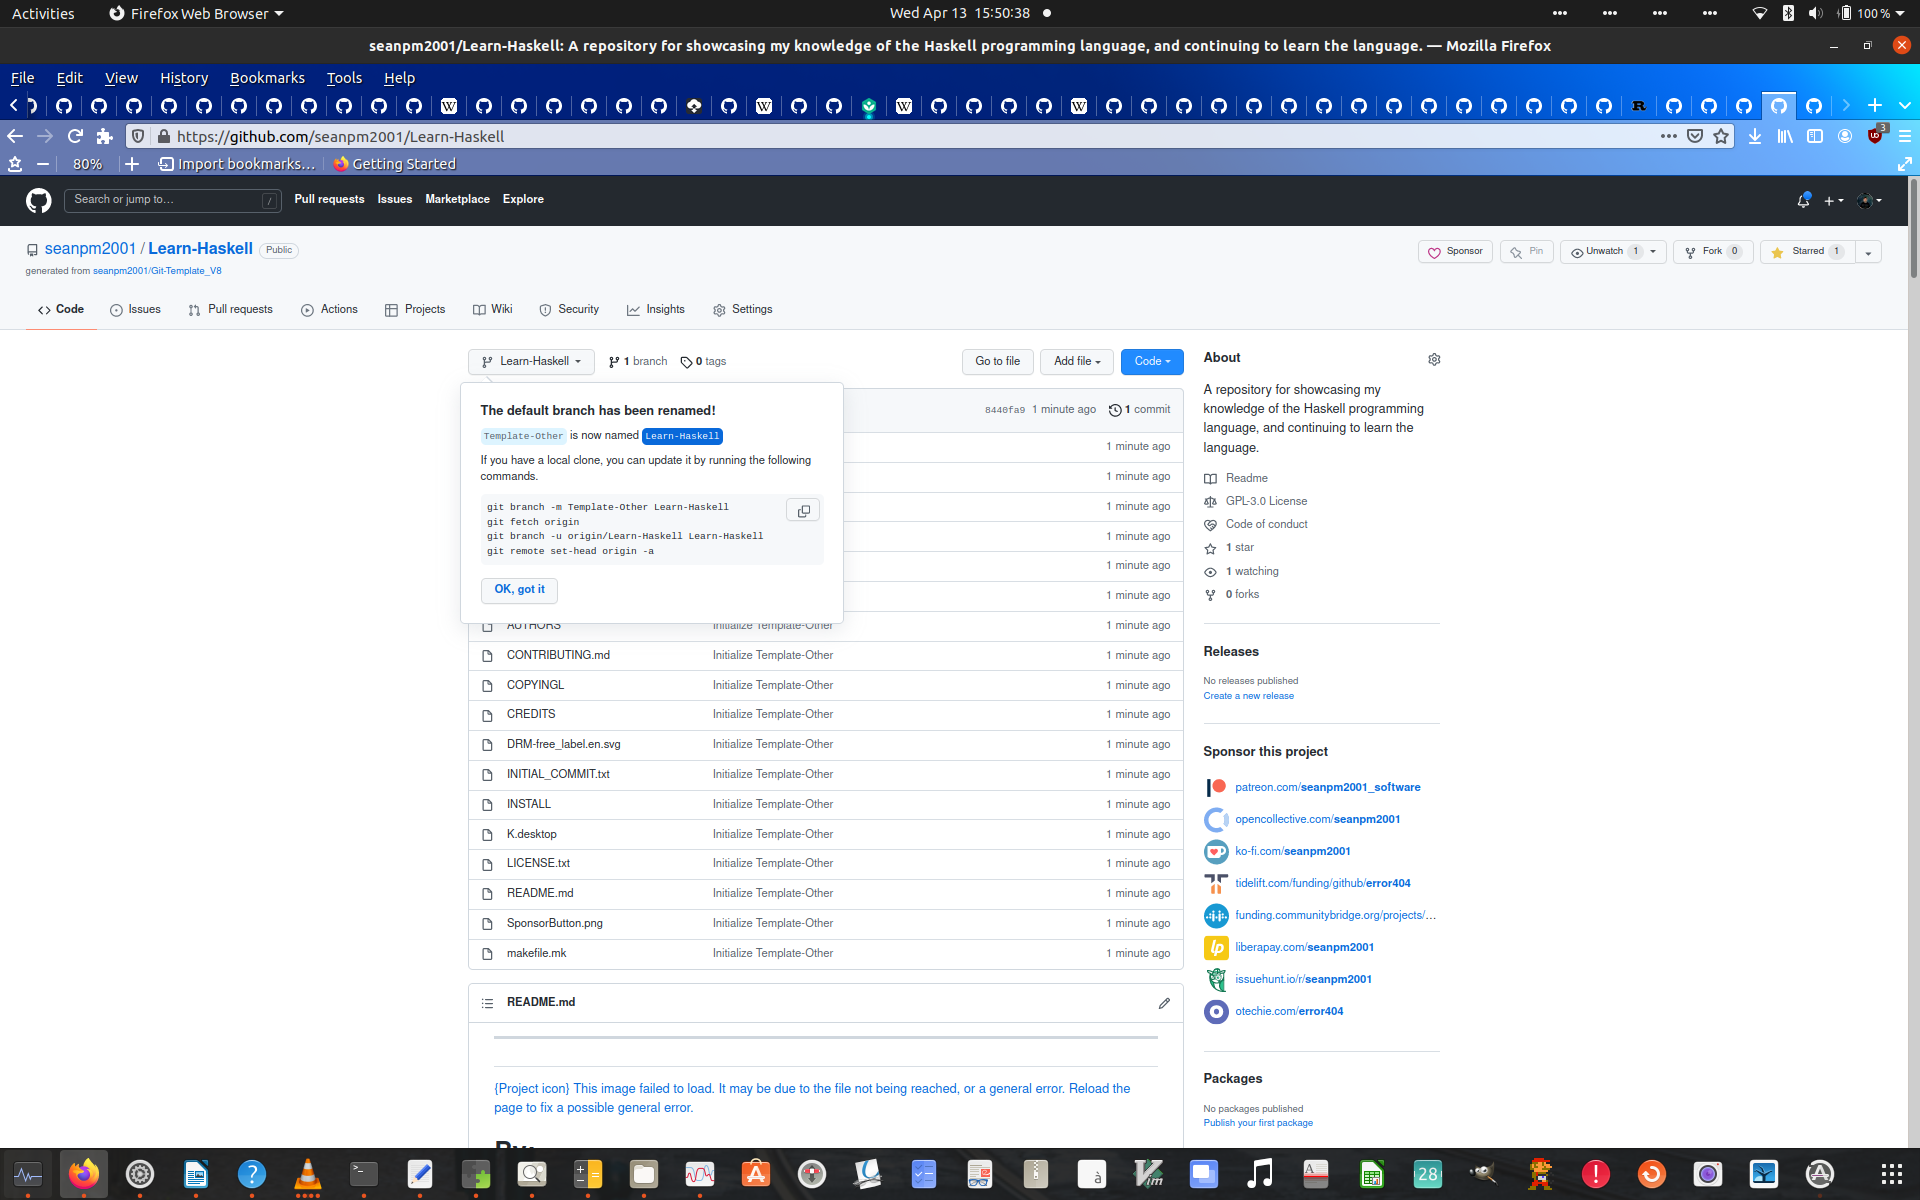 Activities
Firefox Web Browser
Wed Apr 13 15:50:38
100 %
seanpm2001/Learn-Haskell: A repository for showcasing my knowledge of the Haskell programming language, and continuing to learn the language. — Mozilla Firefox
File Edit View History Bookmarks Tools Help
https://github.com/seanpm2001/Learn-Haskell
3
80%
Import bookmarks...
Getting Started
Search or jump to...
/
Pull requests Issues Marketplace Explore
seanpm2001 / Learn-Haskell
Public
generated from seanpm2001/Git-Template_V8
Sponsor
Pin
Unwatch 1
Fork 0
Starred 1
Code
Issues
Pull requests
Actions
Projects
Wiki
Security
Insights
Settings
Learn-Haskell
1 branch
0 tags
Go to file
Add file
Code
The default branch has been renamed!
Template-Other is now named Learn-Haskell
If you have a local clone, you can update it by running the following
commands.
git branch -m Template-Other Learn-Haskell
git fetch origin
git branch -u origin/Learn-Haskell Learn-Haskell
git remote set-head origin -a
OK, got it
8440fa9 1 minute ago
1 commit
1 minute ago
1 minute ago
1 minute ago
1 minute ago
1 minute ago
1 minute ago
AUTHORS Initialize Template-Other 1 minute ago
CONTRIBUTING.md Initialize Template-Other 1 minute ago
COPYINGL Initialize Template-Other 1 minute ago
CREDITS Initialize Template-Other 1 minute ago
DRM-free_label.en.svg Initialize Template-Other 1 minute ago
INITIAL_COMMIT.txt Initialize Template-Other 1 minute ago
INSTALL Initialize Template-Other 1 minute ago
K.desktop Initialize Template-Other 1 minute ago
LICENSE.txt Initialize Template-Other 1 minute ago
README.md Initialize Template-Other 1 minute ago
SponsorButton.png Initialize Template-Other 1 minute ago
makefile.mk Initialize Template-Other 1 minute ago
README.md
{Project icon} This image failed to load. It may be due to the file not being reached, or a general error. Reload the
page to fix a possible general error.
About
A repository for showcasing my
knowledge of the Haskell programming
language, and continuing to learn the
language.
Readme
GPL-3.0 License
Code of conduct
1 star
1 watching
0 forks
Releases
No releases published
Create a new release
Sponsor this project
patreon.com/seanpm2001_software
opencollective.com/seanpm2001
ko-fi.com/seanpm2001
tidelift.com/funding/github/error404
funding.communitybridge.org/projects/...
liberapay.com/seanpm2001
issuehunt.io/r/seanpm2001
otechie.com/error404
Packages
No packages published
Publish your first package
28